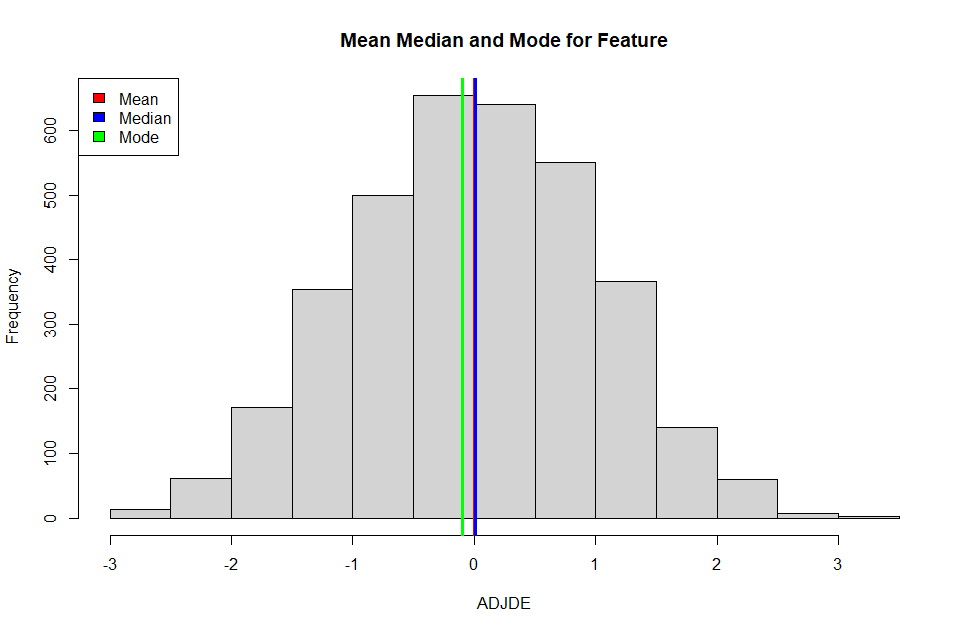 Mean Median and Mode for Feature
Mean
Median
Mode
Frequency
600
500
400
300
200
100
0
-3 -2 -1 0 1 2 3
ADJDE